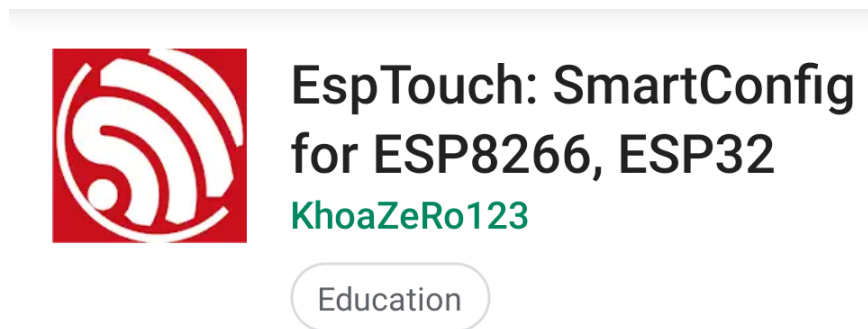 EspTouch: SmartConfig
for ESP8266, ESP32
KhoaZeRo123
Education